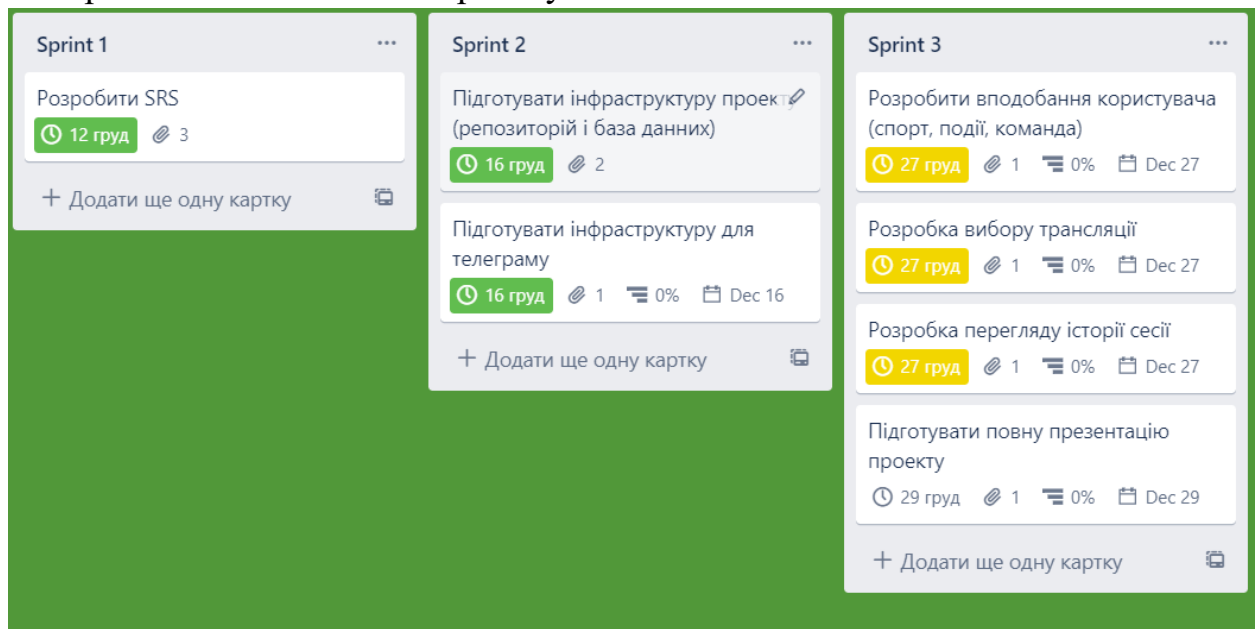 Sprint 1
Розробити SRS
12 груд 3
+ Додати ще одну картку
Sprint 2
Підготувати інфраструктуру проекту
(репозиторій і база данних)
16 груд 2
Підготувати інфраструктуру для
телеграму
16 груд 1 0% Dec 16
+ Додати ще одну картку
Sprint 3
Розробити вподобання користувача
(спорт, події, команда)
27 груд 1 0% Dec 27
Розробка вибору трансляції
27 груд 1 0% Dec 27
Розробка перегляду історії сесії
27 груд 1 0% Dec 27
Підготувати повну презентацію
проекту
29 груд 1 0% Dec 29
+ Додати ще одну картку